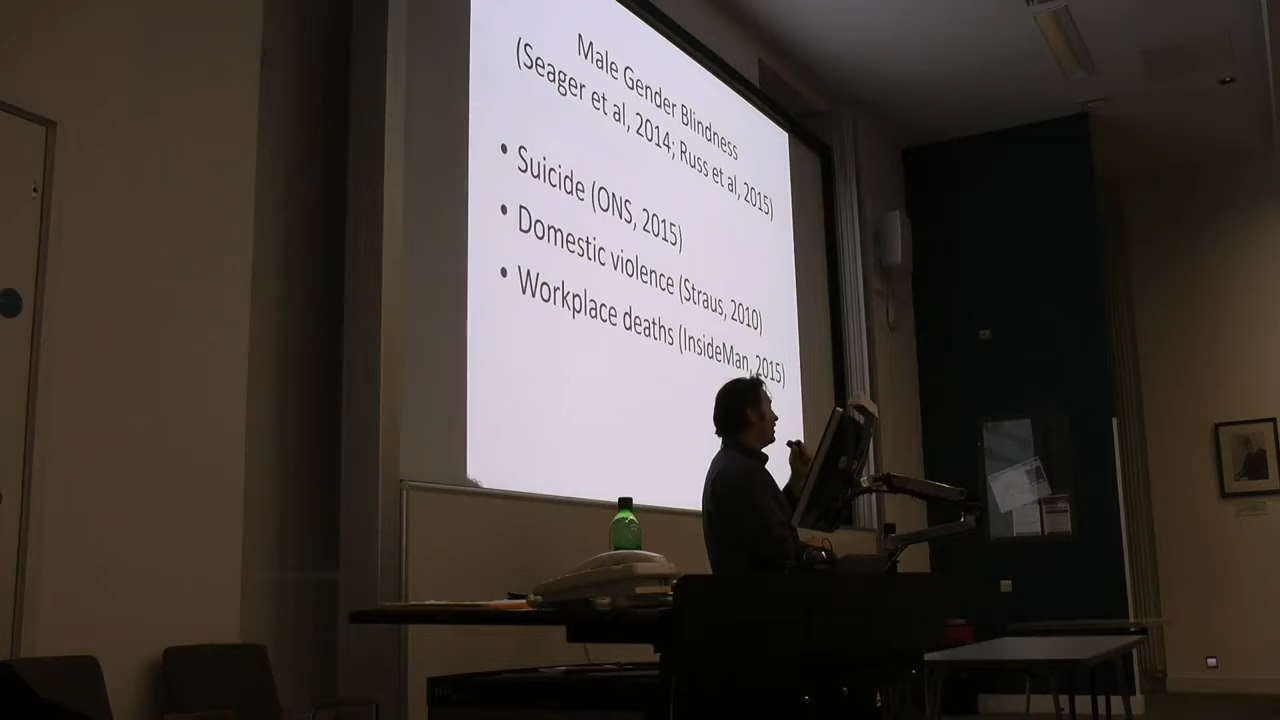 Male Gender Blindness
(Seager et al, 2014; Russ et al, 2015)
• Suicide (ONS, 2015)
• Domestic violence (Straus, 2010)
• Workplace deaths (InsideMan, 2015)